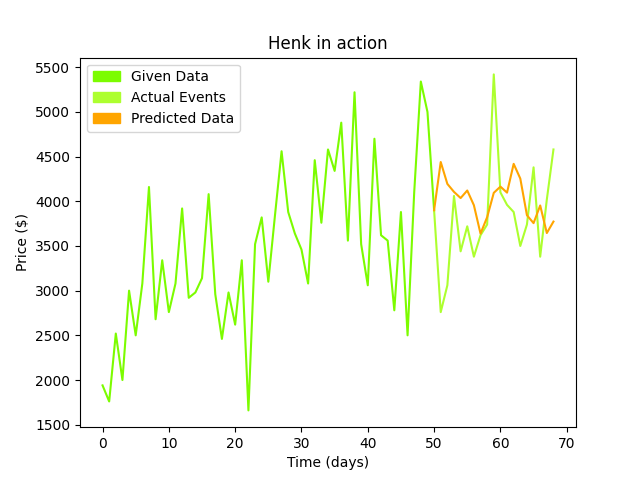 Henk in action
Given Data
Actual Events
Predicted Data
5500
5000
4500
4000
3500
3000
2500
2000
1500
Price ($)
0 10 20 30 40 50 60 70
Time (days)